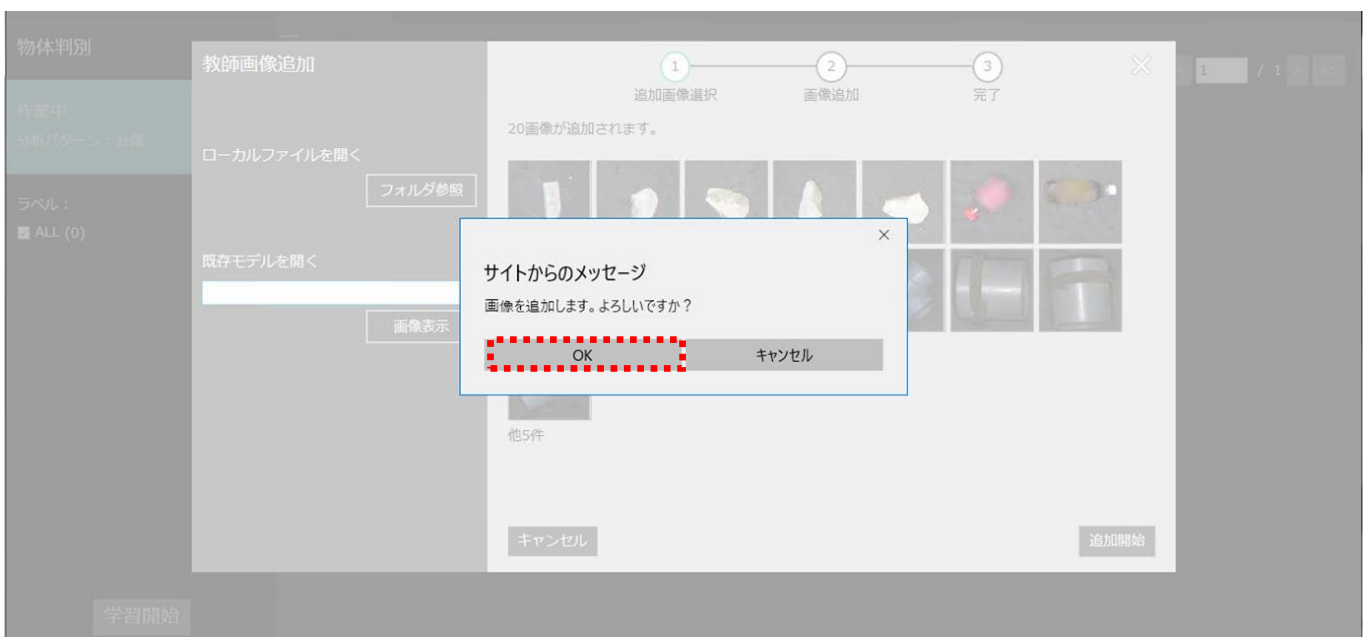 物体判別
作業中
分析パターン：分類
ラベル：
ALL (0)
学習開始
教師画像追加
ローカルファイルを開く
フォルダ参照
既存モデルを開く
画像表示
1
2
3
追加画像選択
画像追加
完了
20画像が追加されます。
サイトからのメッセージ
画像を追加します。よろしいですか？
OK
キャンセル
他5件
キャンセル
追加開始
< 1 / 1 > >>